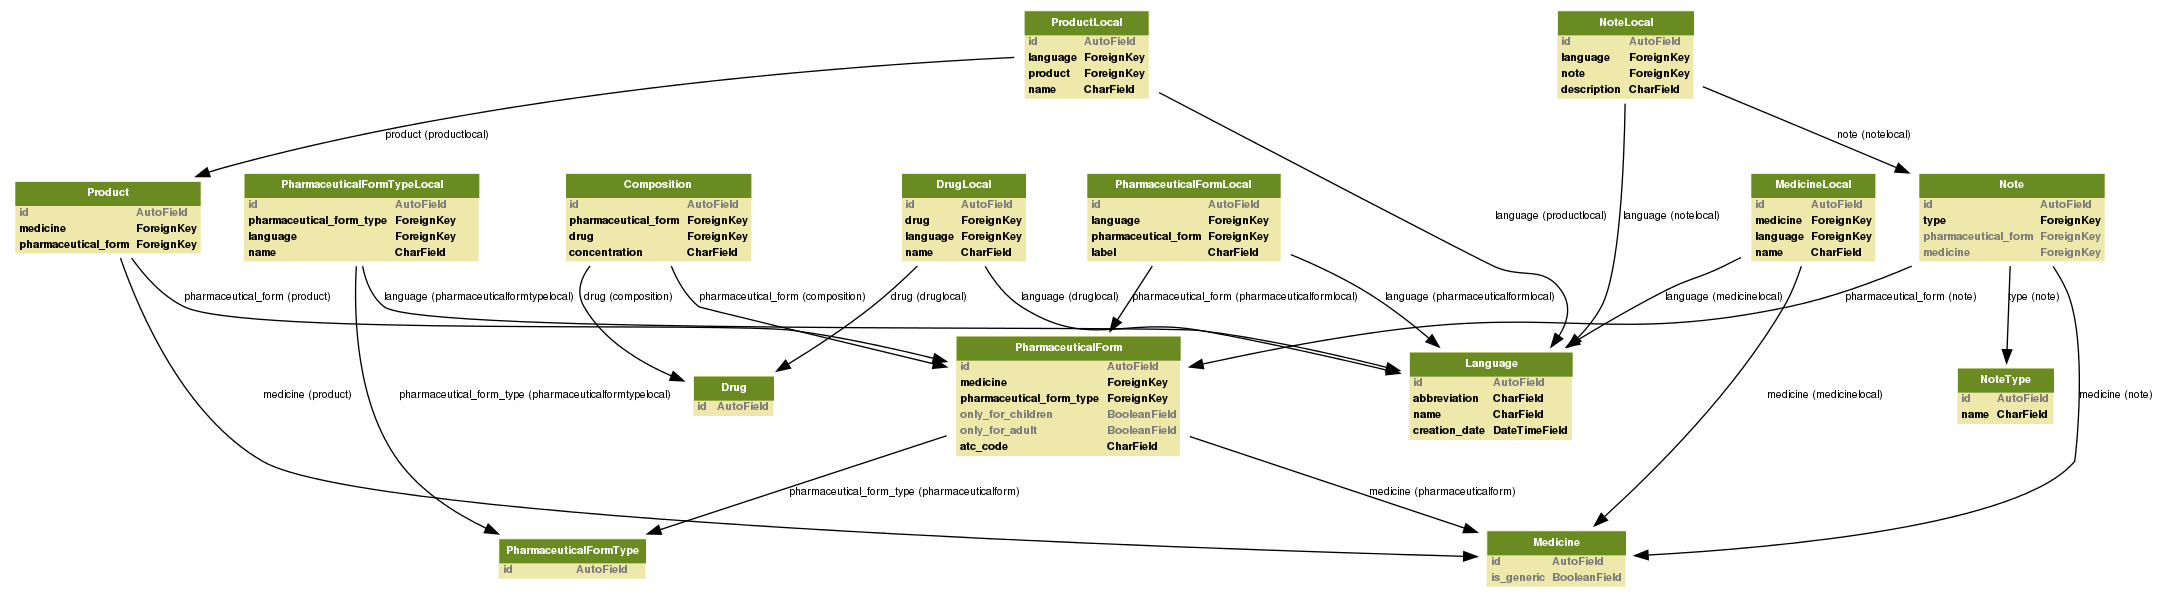 ProductLocal
id AutoField
language ForeignKey
product ForeignKey
name CharField
NoteLocal
id AutoField
language ForeignKey
note ForeignKey
description CharField
product (productlocal)
note (notelocal)
Product
id AutoField
medicine ForeignKey
pharmaceutical_form ForeignKey
PharmaceuticalFormTypeLocal
id AutoField
pharmaceutical_form_type ForeignKey
language ForeignKey
name CharField
Composition
id AutoField
pharmaceutical_form ForeignKey
drug ForeignKey
concentration CharField
DrugLocal
id AutoField
drug ForeignKey
language ForeignKey
name CharField
PharmaceuticalFormLocal
id AutoField
language ForeignKey
pharmaceutical_form ForeignKey
label CharField
language (productlocal)
language (notelocal)
MedicineLocal
id AutoField
medicine ForeignKey
language ForeignKey
name CharField
Note
id AutoField
type ForeignKey
pharmaceutical_form ForeignKey
medicine ForeignKey
pharmaceutical_form (product)
language (pharmaceuticalformtypelocal)
drug (composition)
pharmaceutical_form (composition)
drug (druglocal)
language (druglocal)
pharmaceutical_form (pharmaceuticalformlocal)
language (pharmaceuticalformlocal)
language (medicinelocal)
pharmaceutical_form (note)
type (note)
medicine (product)
pharmaceutical_form_type (pharmaceuticalformtypelocal)
Drug
id AutoField
PharmaceuticalForm
id AutoField
medicine ForeignKey
pharmaceutical_form_type ForeignKey
only_for_children BooleanField
only_for_adult BooleanField
atc_code CharField
Language
id AutoField
abbreviation CharField
name CharField
creation_date DateTimeField
medicine (medicinelocal)
NoteType
id AutoField
name CharField
medicine (note)
pharmaceutical_form_type (pharmaceuticalform)
medicine (pharmaceuticalform)
PharmaceuticalFormType
id AutoField
Medicine
id AutoField
is_generic BooleanField